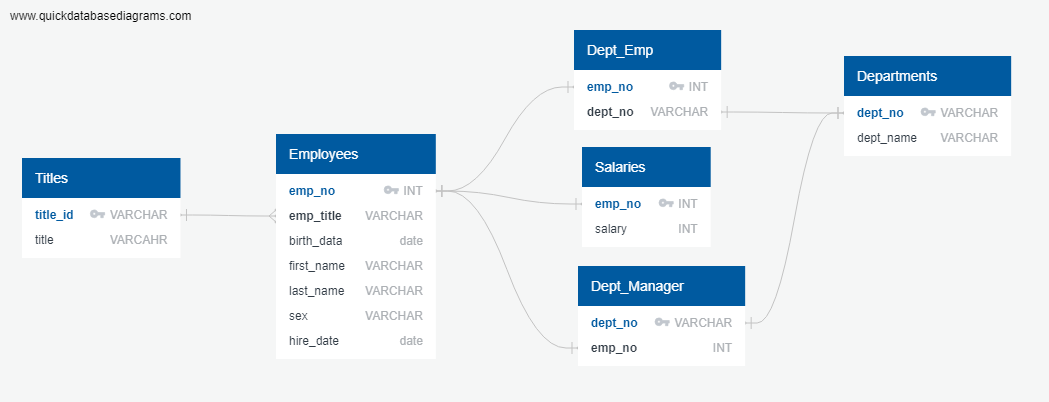 www.quickdatabasediagrams.com
Titles
title_id VARCHAR
title VARCAHR
Employees
emp_no INT
emp_title VARCHAR
birth_data date
first_name VARCHAR
last_name VARCHAR
sex VARCHAR
hire_date date
Dept_Emp
emp_no INT
dept_no VARCHAR
Salaries
emp_no INT
salary INT
Dept_Manager
dept_no VARCHAR
emp_no INT
Departments
dept_no VARCHAR
dept_name VARCHAR